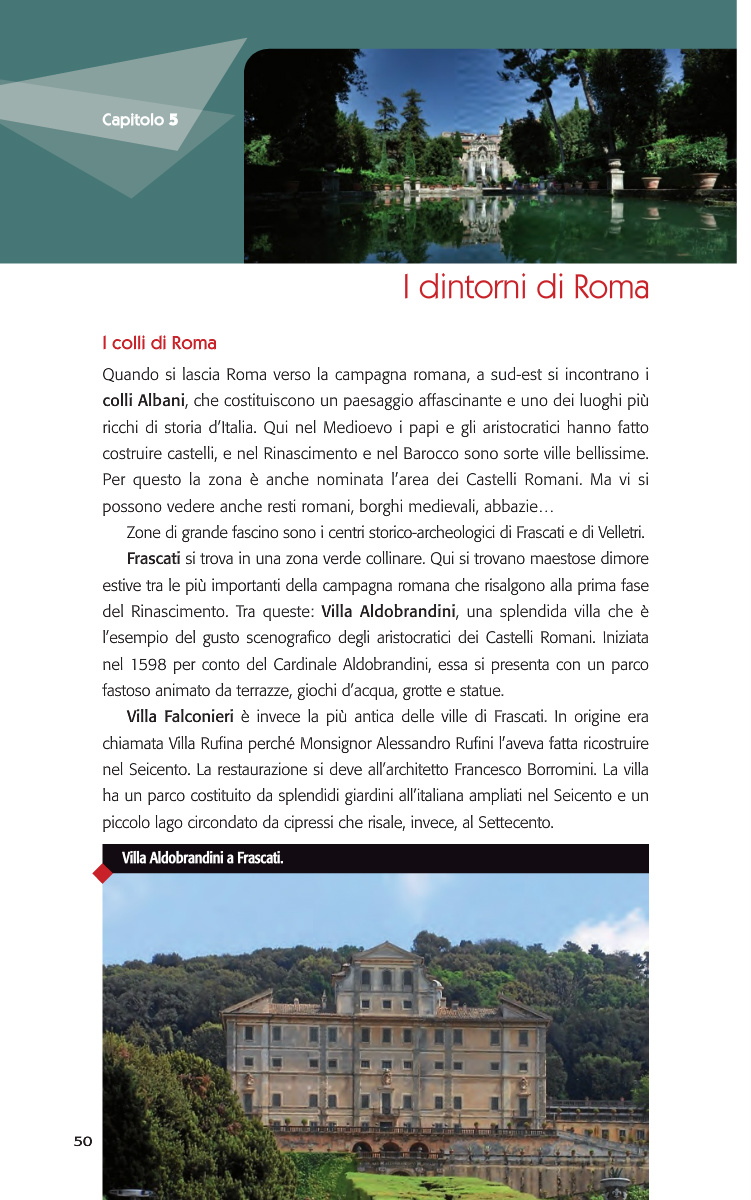 Capitolo 5
I dintorni di Roma
I colli di Roma
Quando si lascia Roma verso la campagna romana, a sud-est si incontrano i
colli Albani, che costituiscono un paesaggio affascinante e uno dei luoghi più
ricchi di storia d’Italia. Qui nel Medioevo i papi e gli aristocratici hanno fatto
costruire castelli, e nel Rinascimento e nel Barocco sono sorte ville bellissime.
Per questo la zona è anche nominata l’area dei Castelli Romani. Ma vi si
possono vedere anche resti romani, borghi medievali, abbazie…
Zone di grande fascino sono i centri storico-archeologici di Frascati e di Velletri.
Frascati si trova in una zona verde collinare. Qui si trovano maestose dimore
estive tra le più importanti della campagna romana che risalgono alla prima fase
del Rinascimento. Tra queste: Villa Aldobrandini, una splendida villa che è
l’esempio del gusto scenografico degli aristocratici dei Castelli Romani. Iniziata
nel 1598 per conto del Cardinale Aldobrandini, essa si presenta con un parco
fastoso animato da terrazze, giochi d’acqua, grotte e statue.
Villa Falconieri è invece la più antica delle ville di Frascati. In origine era
chiamata Villa Rufina perché Monsignor Alessandro Rufini l’aveva fatta ricostruire
nel Seicento. La restaurazione si deve all’architetto Francesco Borromini. La villa
ha un parco costituito da splendidi giardini all’italiana ampliati nel Seicento e un
piccolo lago circondato da cipressi che risale, invece, al Settecento.
Villa Aldobrandini a Frascati.
50